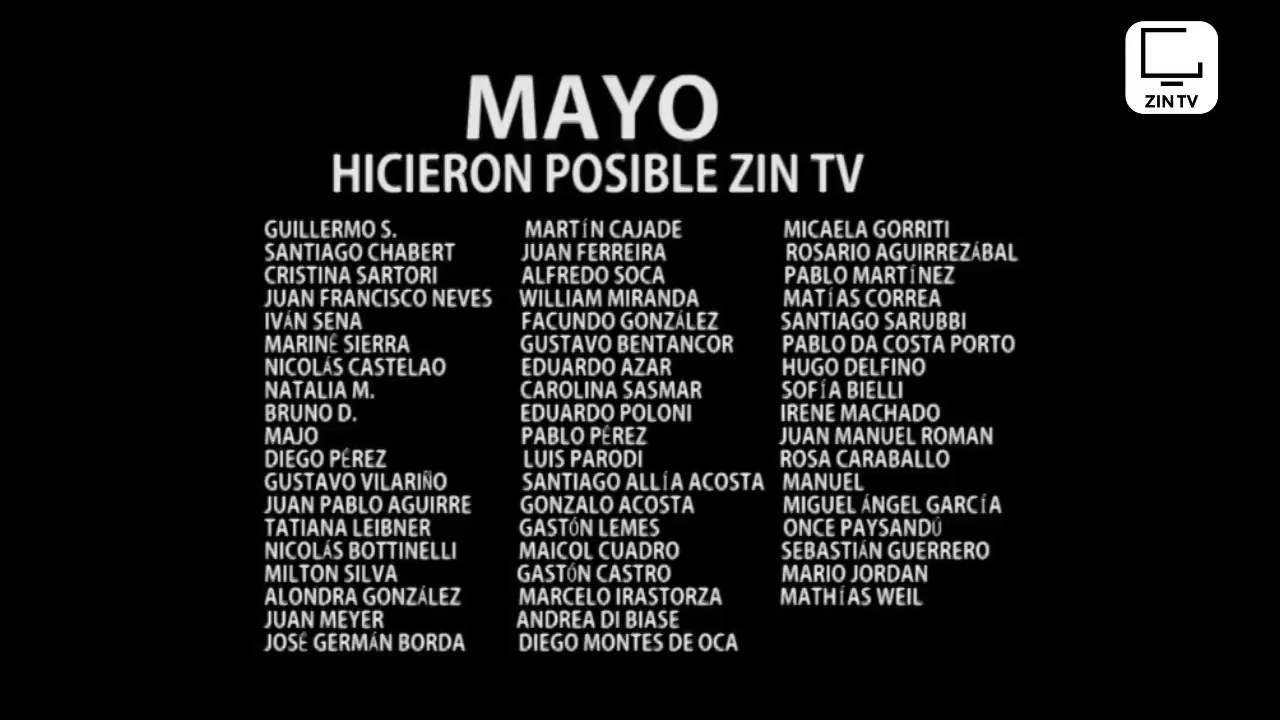 ZIN TV
MAYO
HICIERON POSIBLE ZIN TV
GUILLERMO S.
SANTIAGO CHABERT
CRISTINA SARTORI
JUAN FRANCISCO NEVES
IVÁN SENA
MARINÉ SIERRA
NICOLÁS CASTELAO
NATALIA M.
BRUNO D.
MAJO
DIEGO PÉREZ
GUSTAVO VILARIÑO
JUAN PABLO AGUIRRE
TATIANA LEIBNER
NICOLÁS BOTTINELLI
MILTON SILVA
ALONDRA GONZÁLEZ
JUAN MEYER
JOSÉ GERMÁN BORDA
MARTÍN CAJADE
JUAN FERREIRA
ALFREDO SOCA
WILLIAM MIRANDA
FACUNDO GONZÁLEZ
GUSTAVO BENTANCOR
EDUARDO AZAR
CAROLINA SASMAR
EDUARDO POLONI
PABLO PÉREZ
LUIS PARODI
SANTIAGO ALLÍA ACOSTA
GONZALO ACOSTA
GASTÓN LEMES
MAICOL CUADRO
GASTÓN CASTRO
MARCELO IRASTORZA
ANDREA DI BIASE
DIEGO MONTES DE OCA
MICAELA GORRITI
ROSARIO AGUIRREZÁBAL
PABLO MARTÍNEZ
MATÍAS CORREA
SANTIAGO SARUBBI
PABLO DA COSTA PORTO
HUGO DELFINO
SOFÍA BIELLI
IRENE MACHADO
JUAN MANUEL ROMAN
ROSA CARABALLO
MANUEL
MIGUEL ÁNGEL GARCÍA
ONCE PAYSANDÚ
SEBASTIÁN GUERRERO
MARIO JORDAN
MATHÍAS WEIL